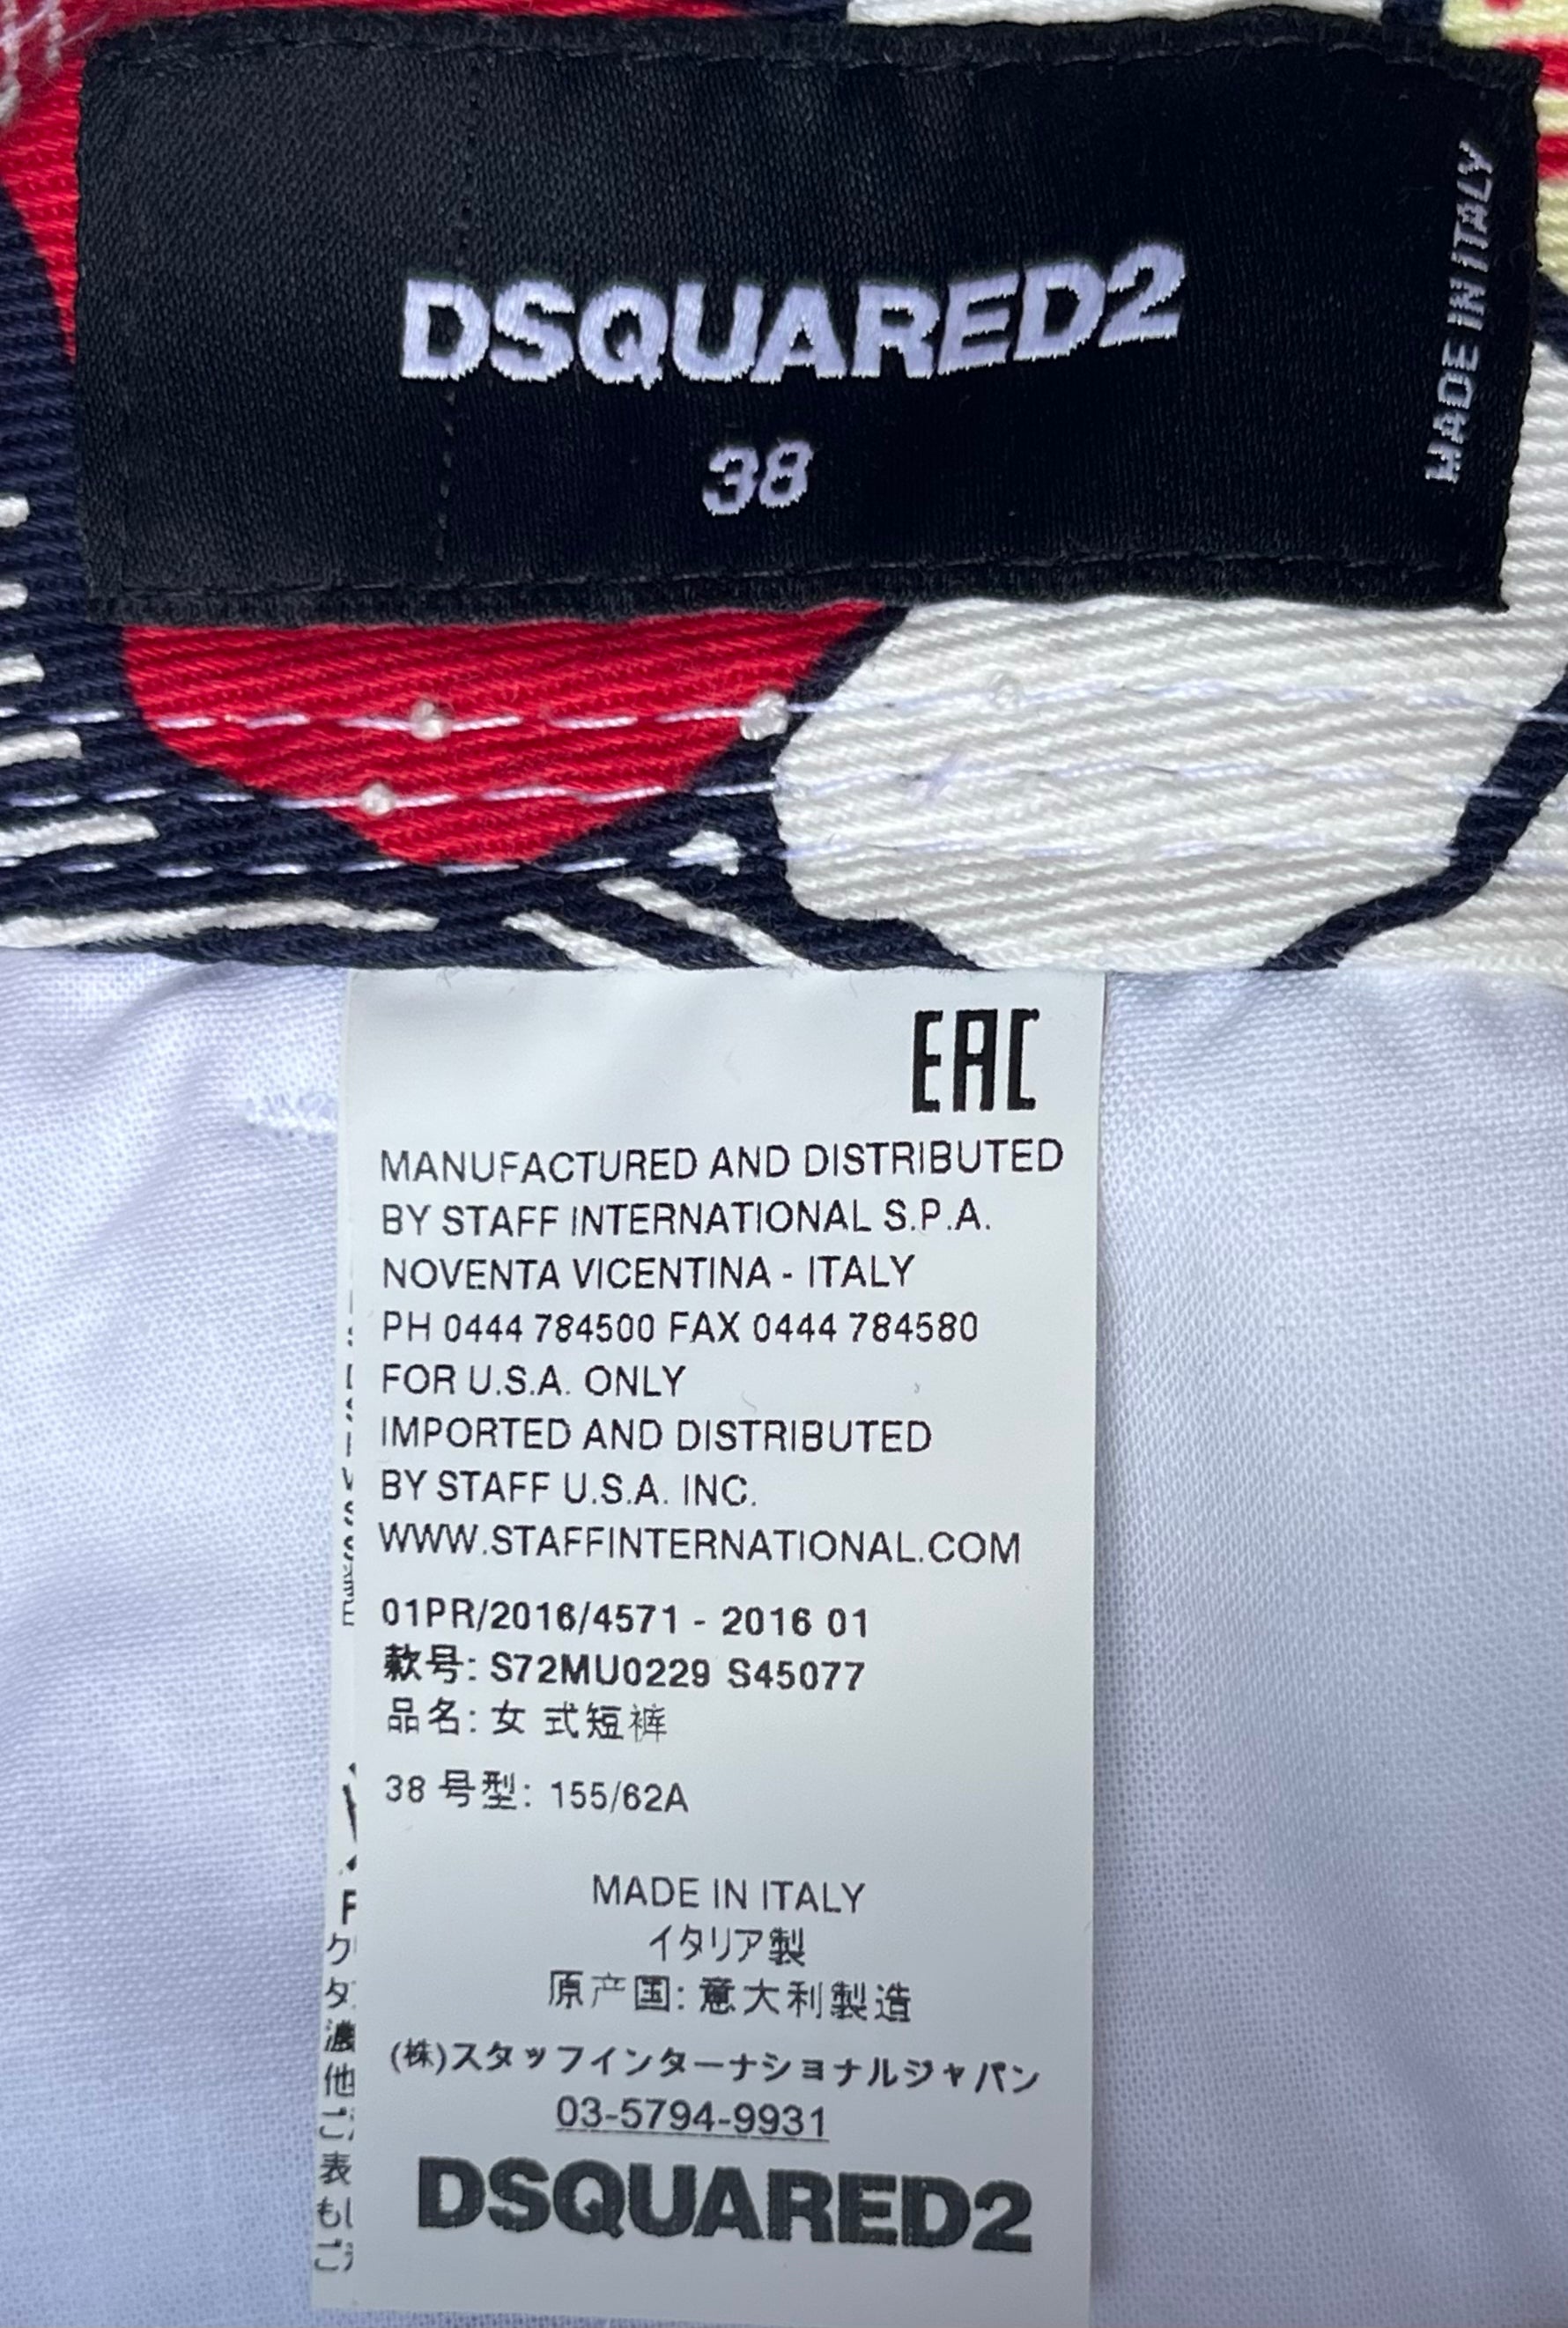 DSQUARED2
38
MADE IN ITALY
EAC
MANUFACTURED AND DISTRIBUTED
BY STAFF INTERNATIONAL S.P.A.
NOVENTA VICENTINA - ITALY
PH 0444 784500 FAX 0444 784580
FOR U.S.A. ONLY
IMPORTED AND DISTRIBUTED
BY STAFF U.S.A. INC.
WWW.STAFFINTERNATIONAL.COM
01PR/2016/4571 - 2016 01
款号: S72MU0229 S45077
品名: 女 式短裤
38 号型: 155/62A
MADE IN ITALY
イタリア製
原产国: 意大利製造
(株)スタッフインターナショナルジャパン
03-5794-9931
DSQUARED2